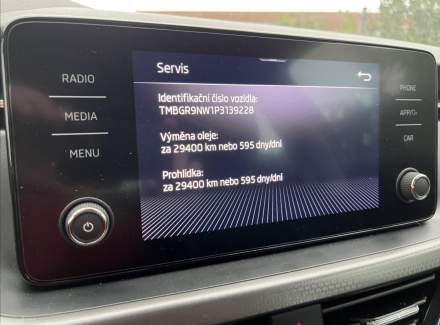 Servis
RADIO
MEDIA
MENU
PHONE
APP/
CAR
Identifikační číslo vozidla:
TMBGR9NW1P3139228
Výměna oleje:
za 29400 km nebo 595 dny/dní
Prohlídka:
za 29400 km nebo 595 dny/dní